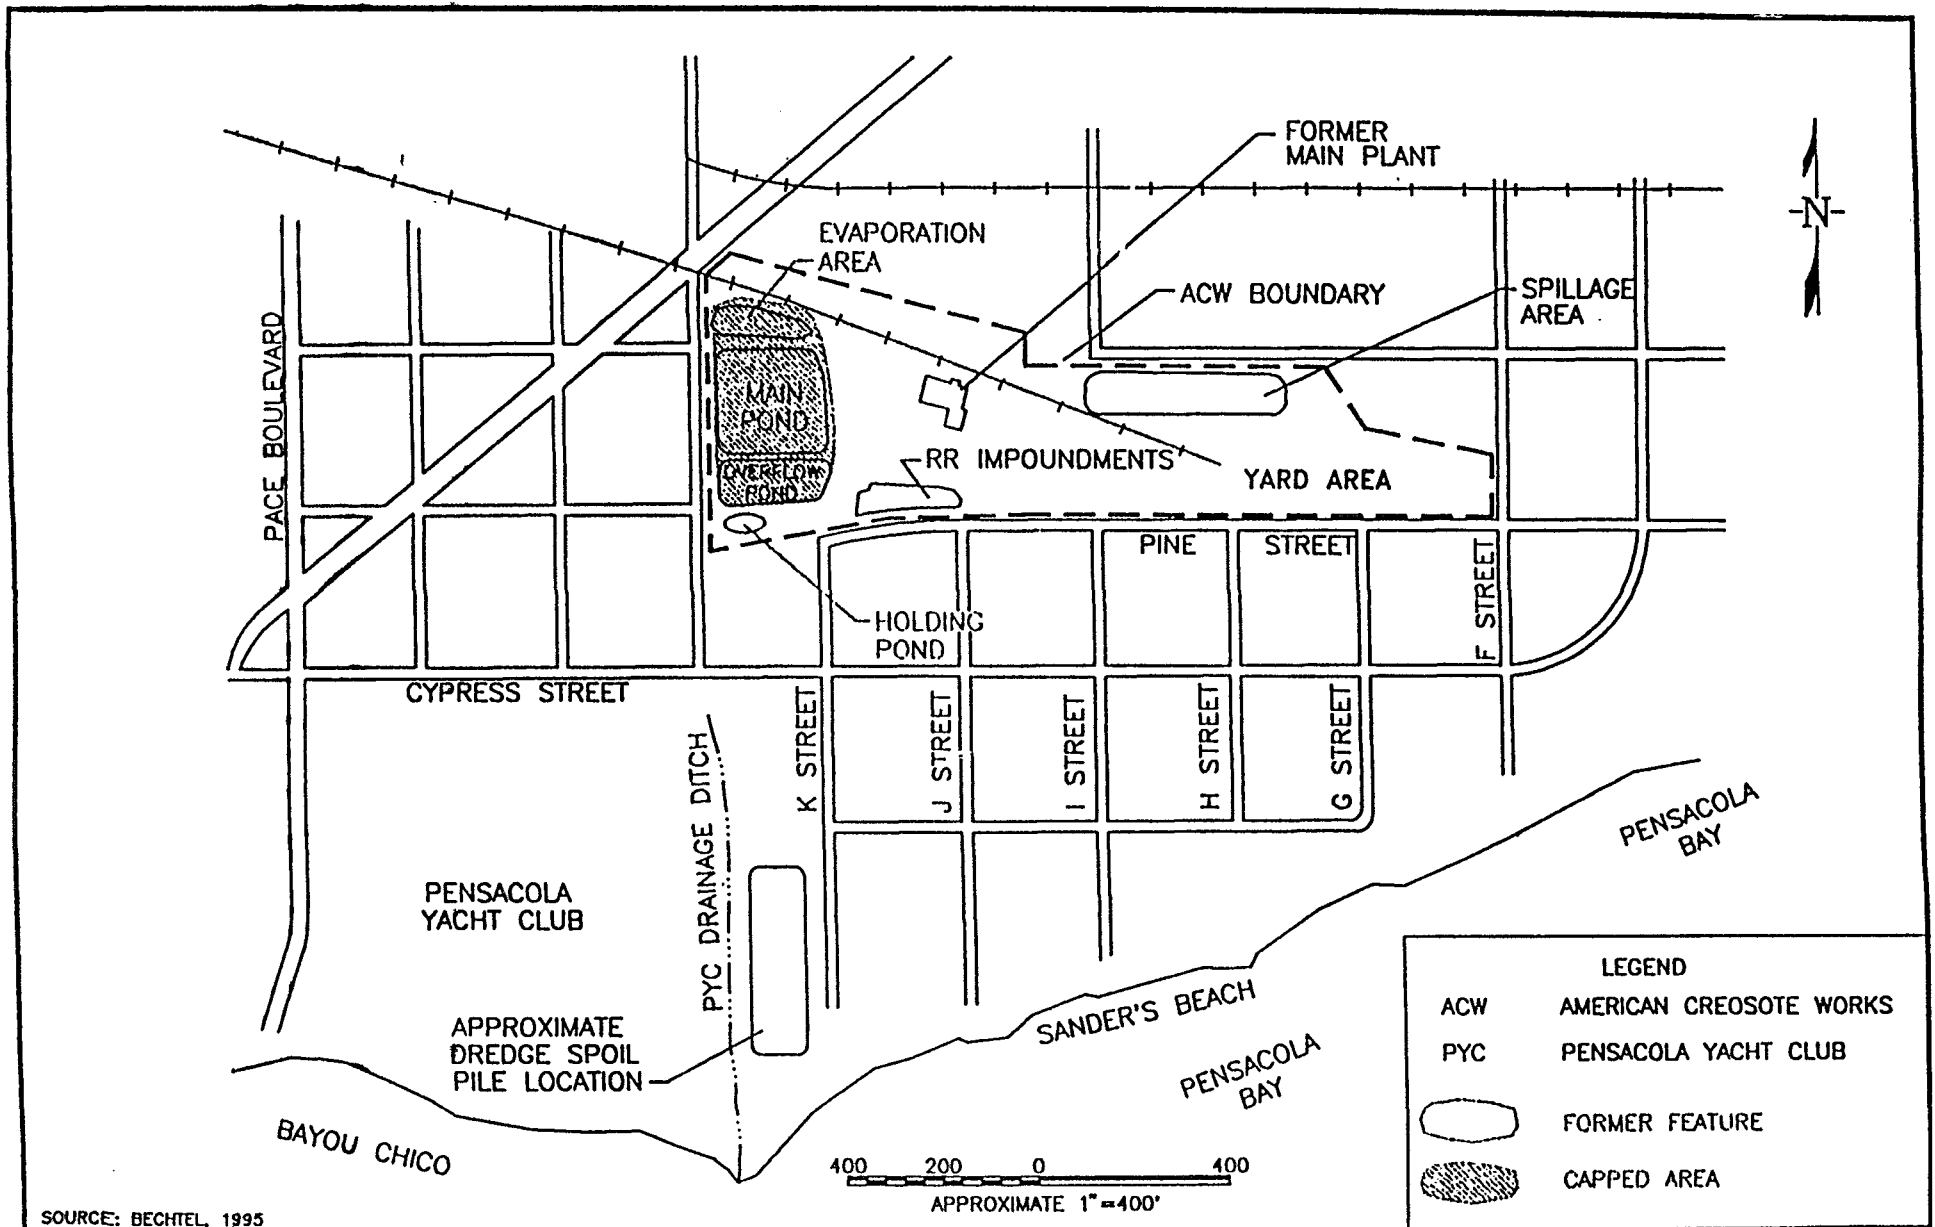 FORMER
MAIN PLANT
-N-
EVAPORATION
AREA
ACW BOUNDARY
SPILLAGE
AREA
PACE BOULEVARD
MAIN
POND
OVERFLOW
POND
RR IMPOUNDMENTS
YARD AREA
PINE STREET
F STREET
HOLDING
POND
CYPRESS STREET
K STREET
J STREET
I STREET
H STREET
G STREET
PYC DRAINAGE DITCH
PENSACOLA
BAY
PENSACOLA
YACHT CLUB
APPROXIMATE
DREDGE SPOIL
PILE LOCATION
SANDER'S BEACH
PENSACOLA
BAY
BAYOU CHICO
400 200 0 400
APPROXIMATE 1"=400'
LEGEND
ACW AMERICAN CREOSOTE WORKS
PYC PENSACOLA YACHT CLUB
FORMER FEATURE
CAPPED AREA
SOURCE: BECHTEL, 1995